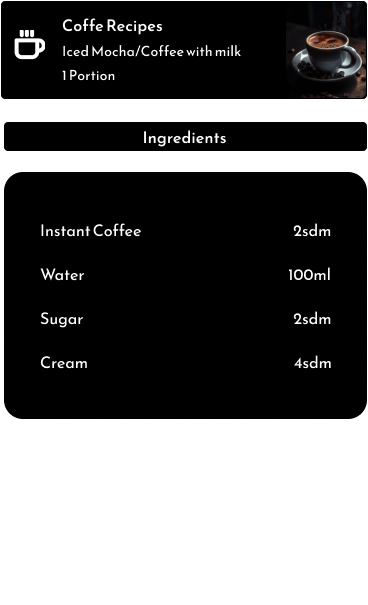 Coffe Recipes
Iced Mocha/Coffee with milk
1 Portion
Ingredients
Instant Coffee 2sdm
Water 100ml
Sugar 2sdm
Cream 4sdm